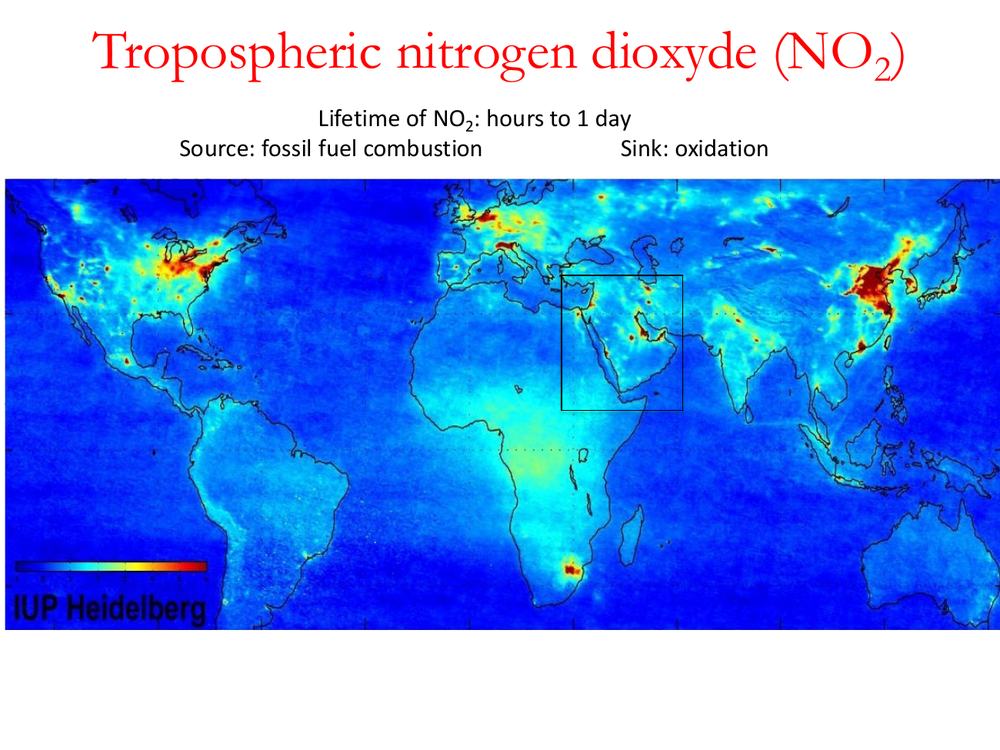 Tropospheric nitrogen dioxyde (NO₂)
Lifetime of NO₂: hours to 1 day
Source: fossil fuel combustion Sink: oxidation
IUP Heidelberg